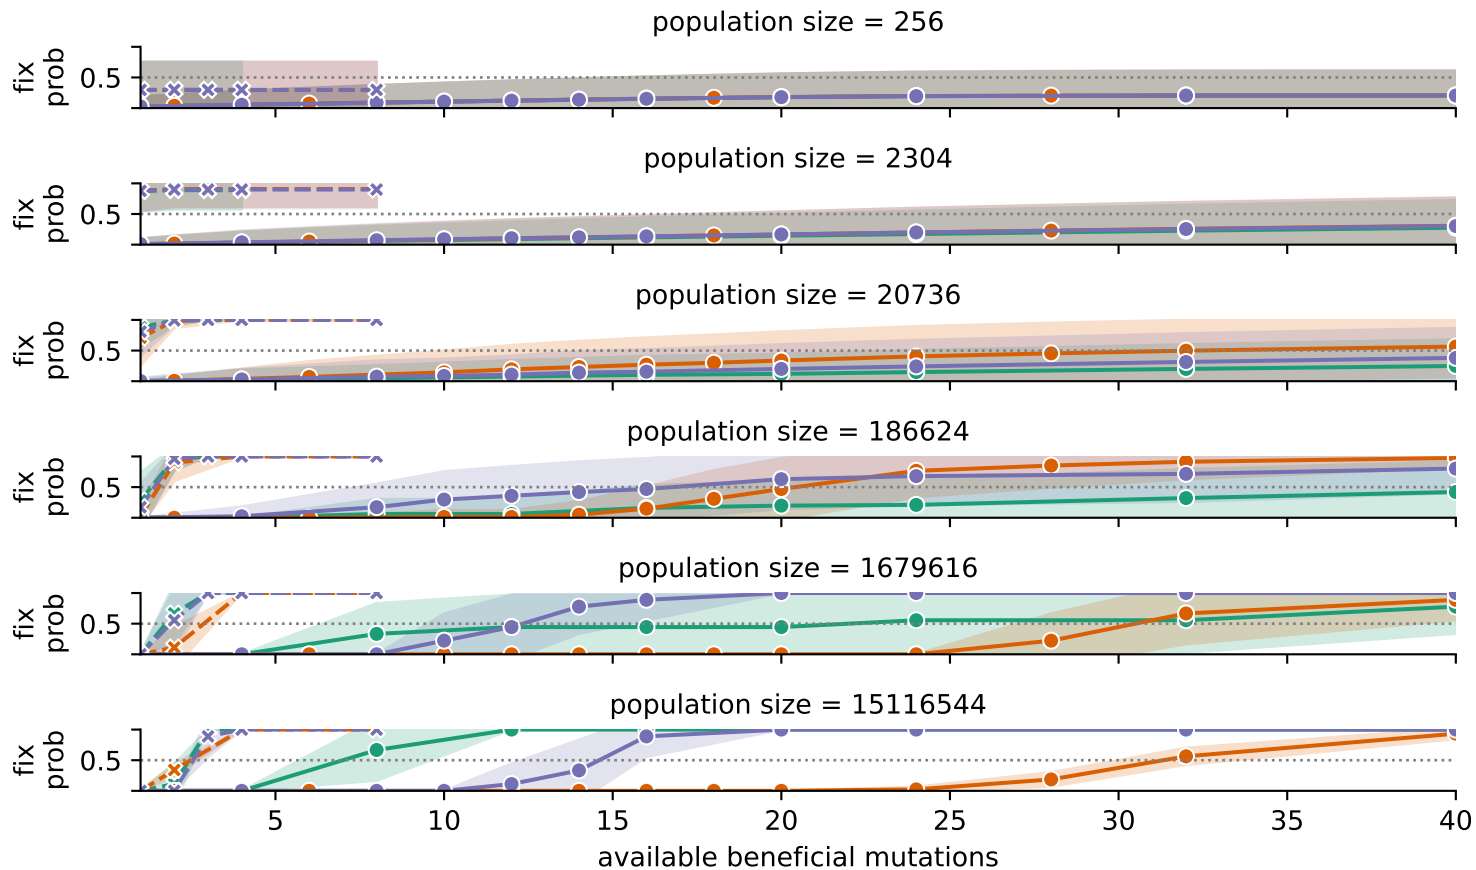 population size = 256
fix
prob
0.5
population size = 2304
fix
prob
0.5
population size = 20736
fix
prob
0.5
population size = 186624
fix
prob
0.5
population size = 1679616
fix
prob
0.5
population size = 15116544
fix
prob
0.5
5 10 15 20 25 30 35 40
available beneficial mutations